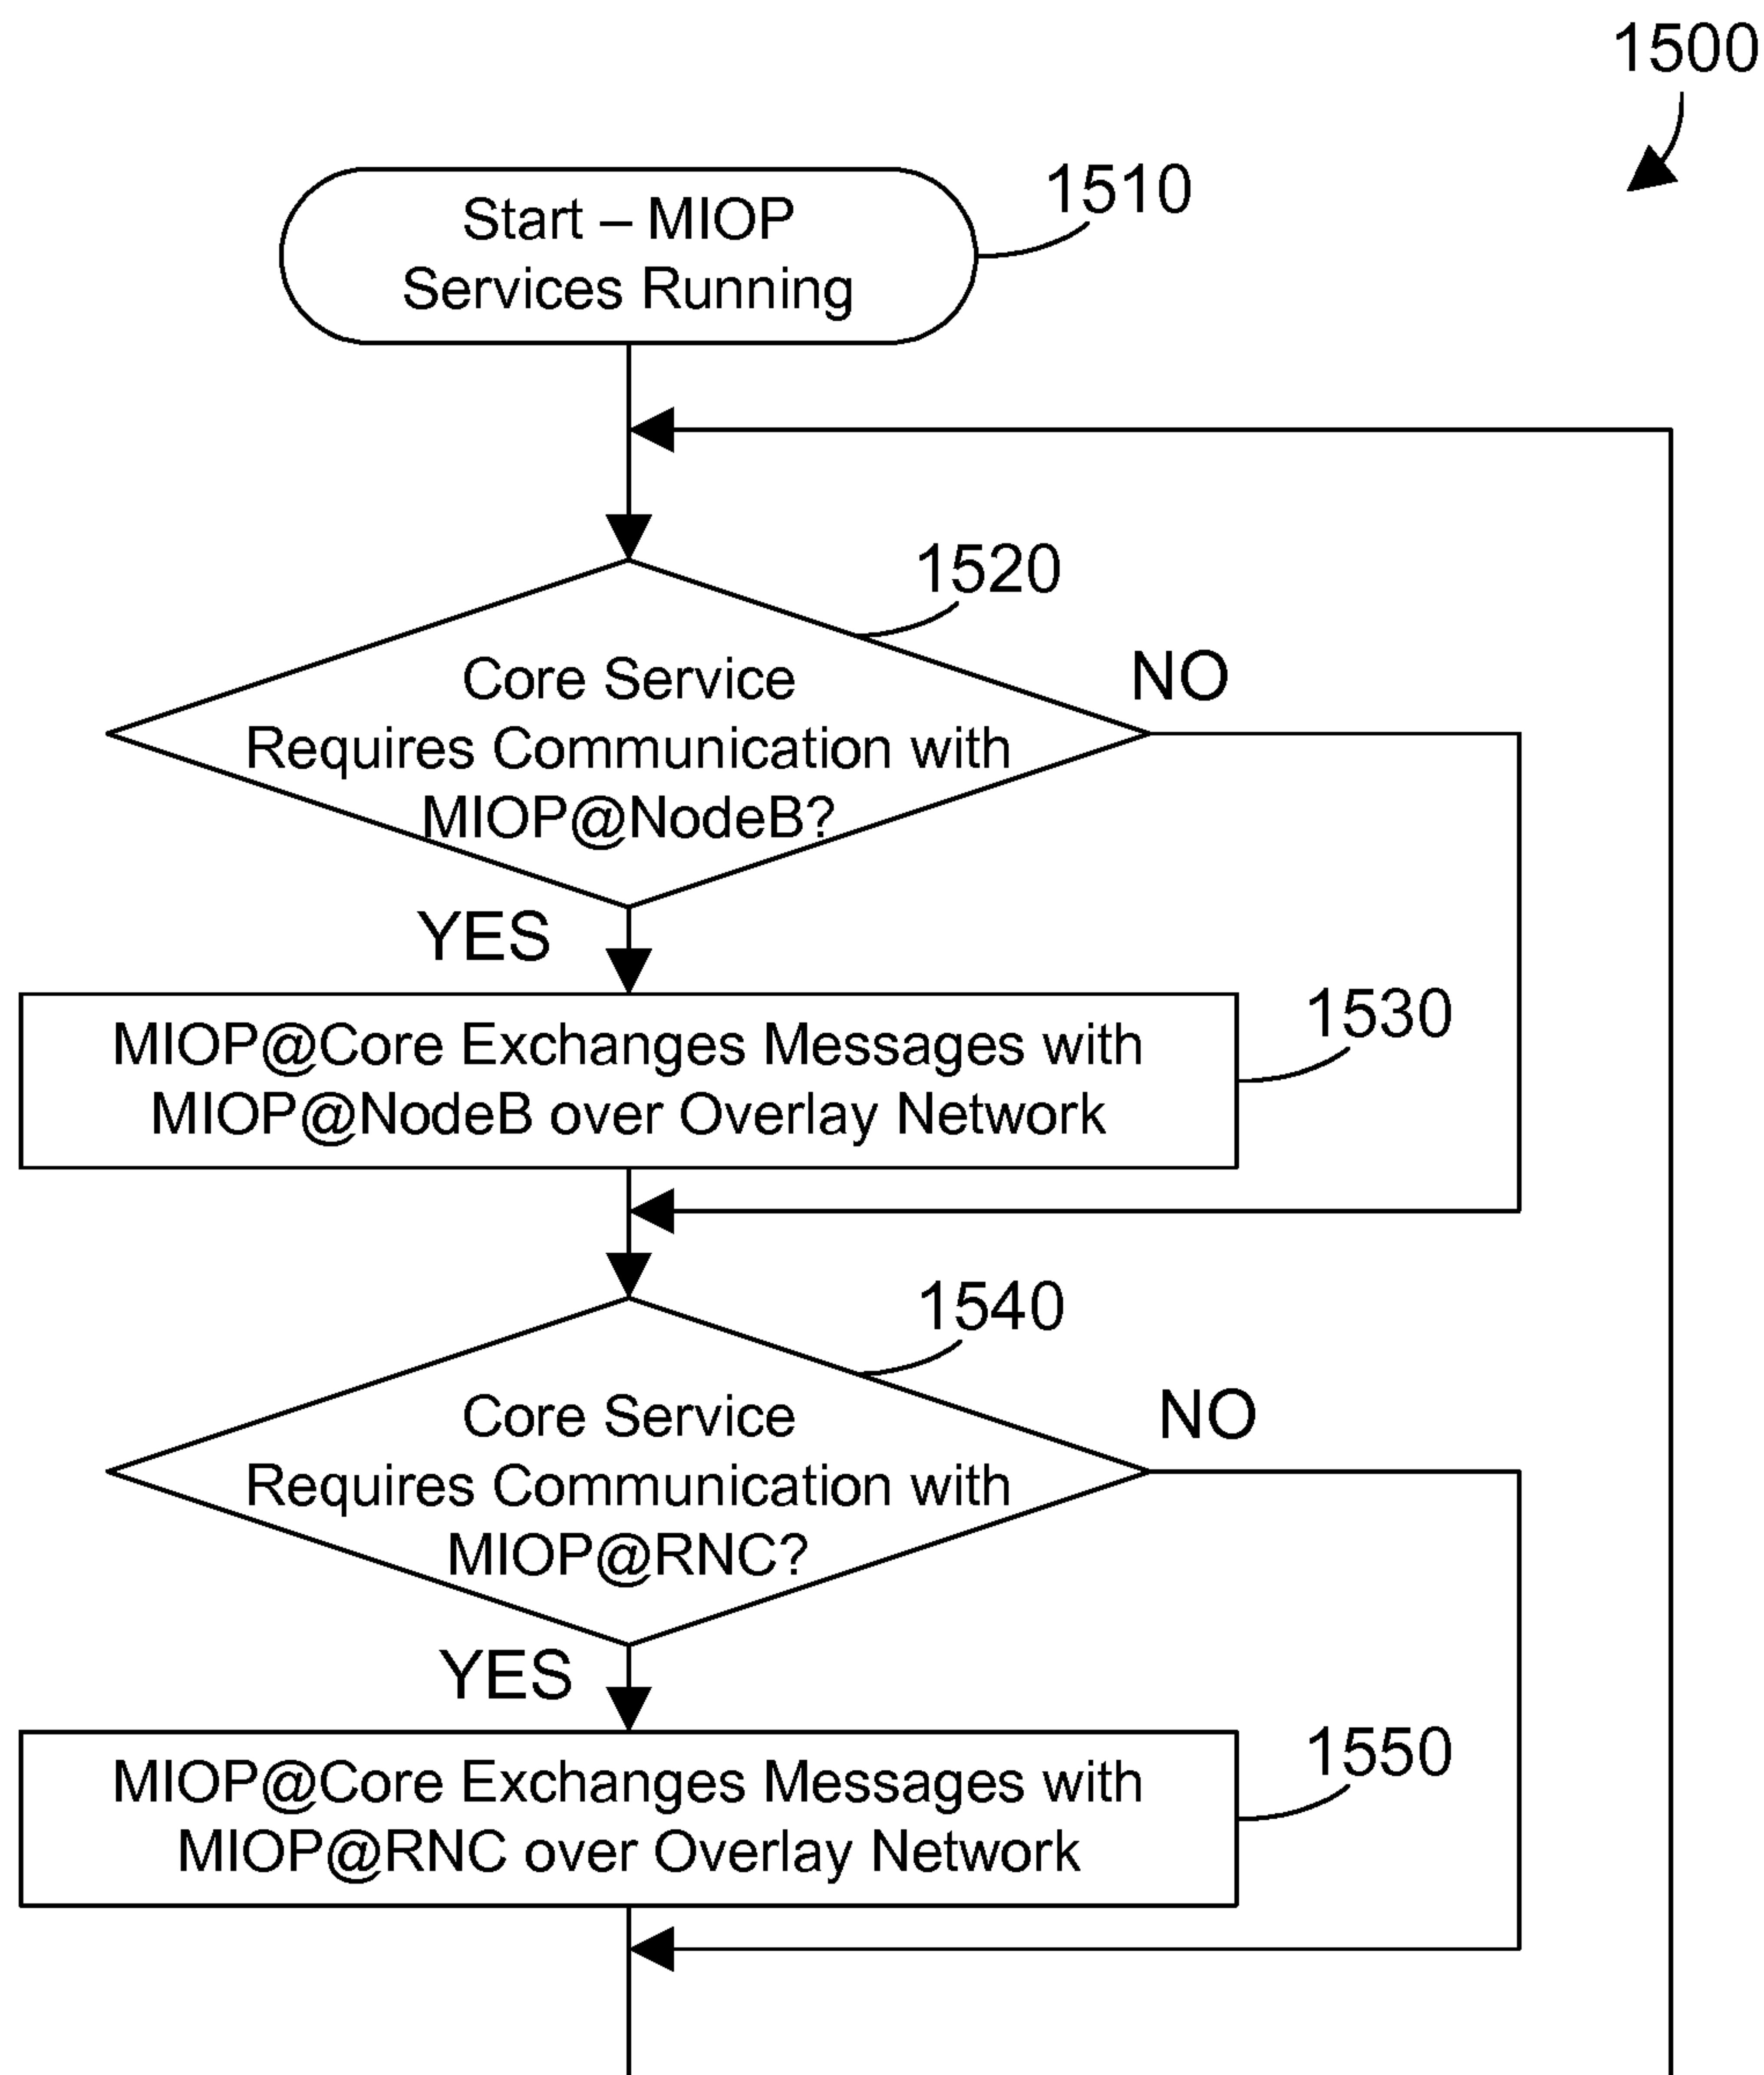 1500
Start – MIOP
Services Running
1510
1520
Core Service
Requires Communication with
MIOP@NodeB?
NO
YES
1530
MIOP@Core Exchanges Messages with
MIOP@NodeB over Overlay Network
1540
Core Service
Requires Communication with
MIOP@RNC?
NO
YES
1550
MIOP@Core Exchanges Messages with
MIOP@RNC over Overlay Network